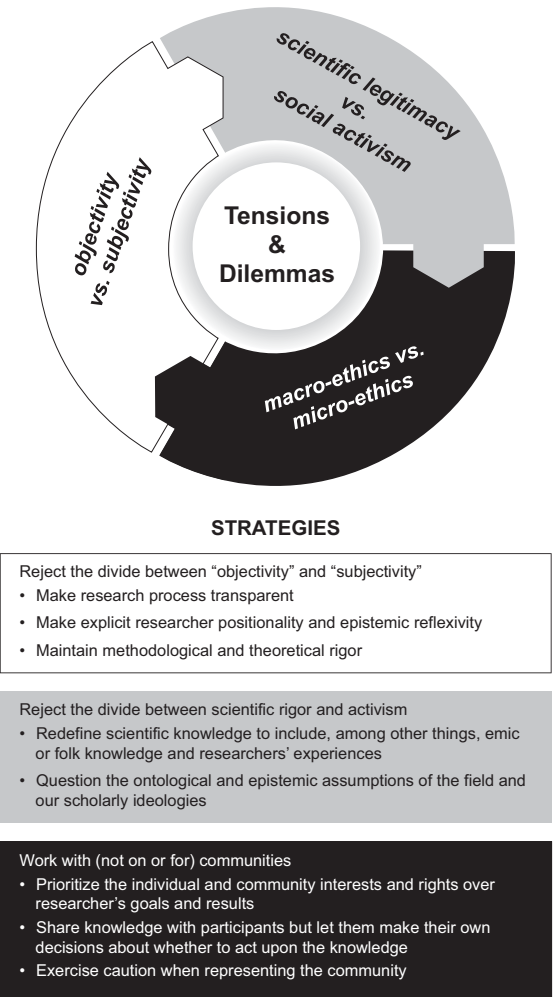 scientific legitimacy
vs.
social activism
objectivity
vs. subjectivity
Tensions
&
Dilemmas
macro-ethics vs.
micro-ethics
STRATEGIES
Reject the divide between “objectivity” and “subjectivity”
• Make research process transparent
• Make explicit researcher positionality and epistemic reflexivity
• Maintain methodological and theoretical rigor
Reject the divide between scientific rigor and activism
• Redefine scientific knowledge to include, among other things, emic
or folk knowledge and researchers’ experiences
• Question the ontological and epistemic assumptions of the field and
our scholarly ideologies
Work with (not on or for) communities
• Prioritize the individual and community interests and rights over
researcher’s goals and results
• Share knowledge with participants but let them make their own
decisions about whether to act upon the knowledge
• Exercise caution when representing the community